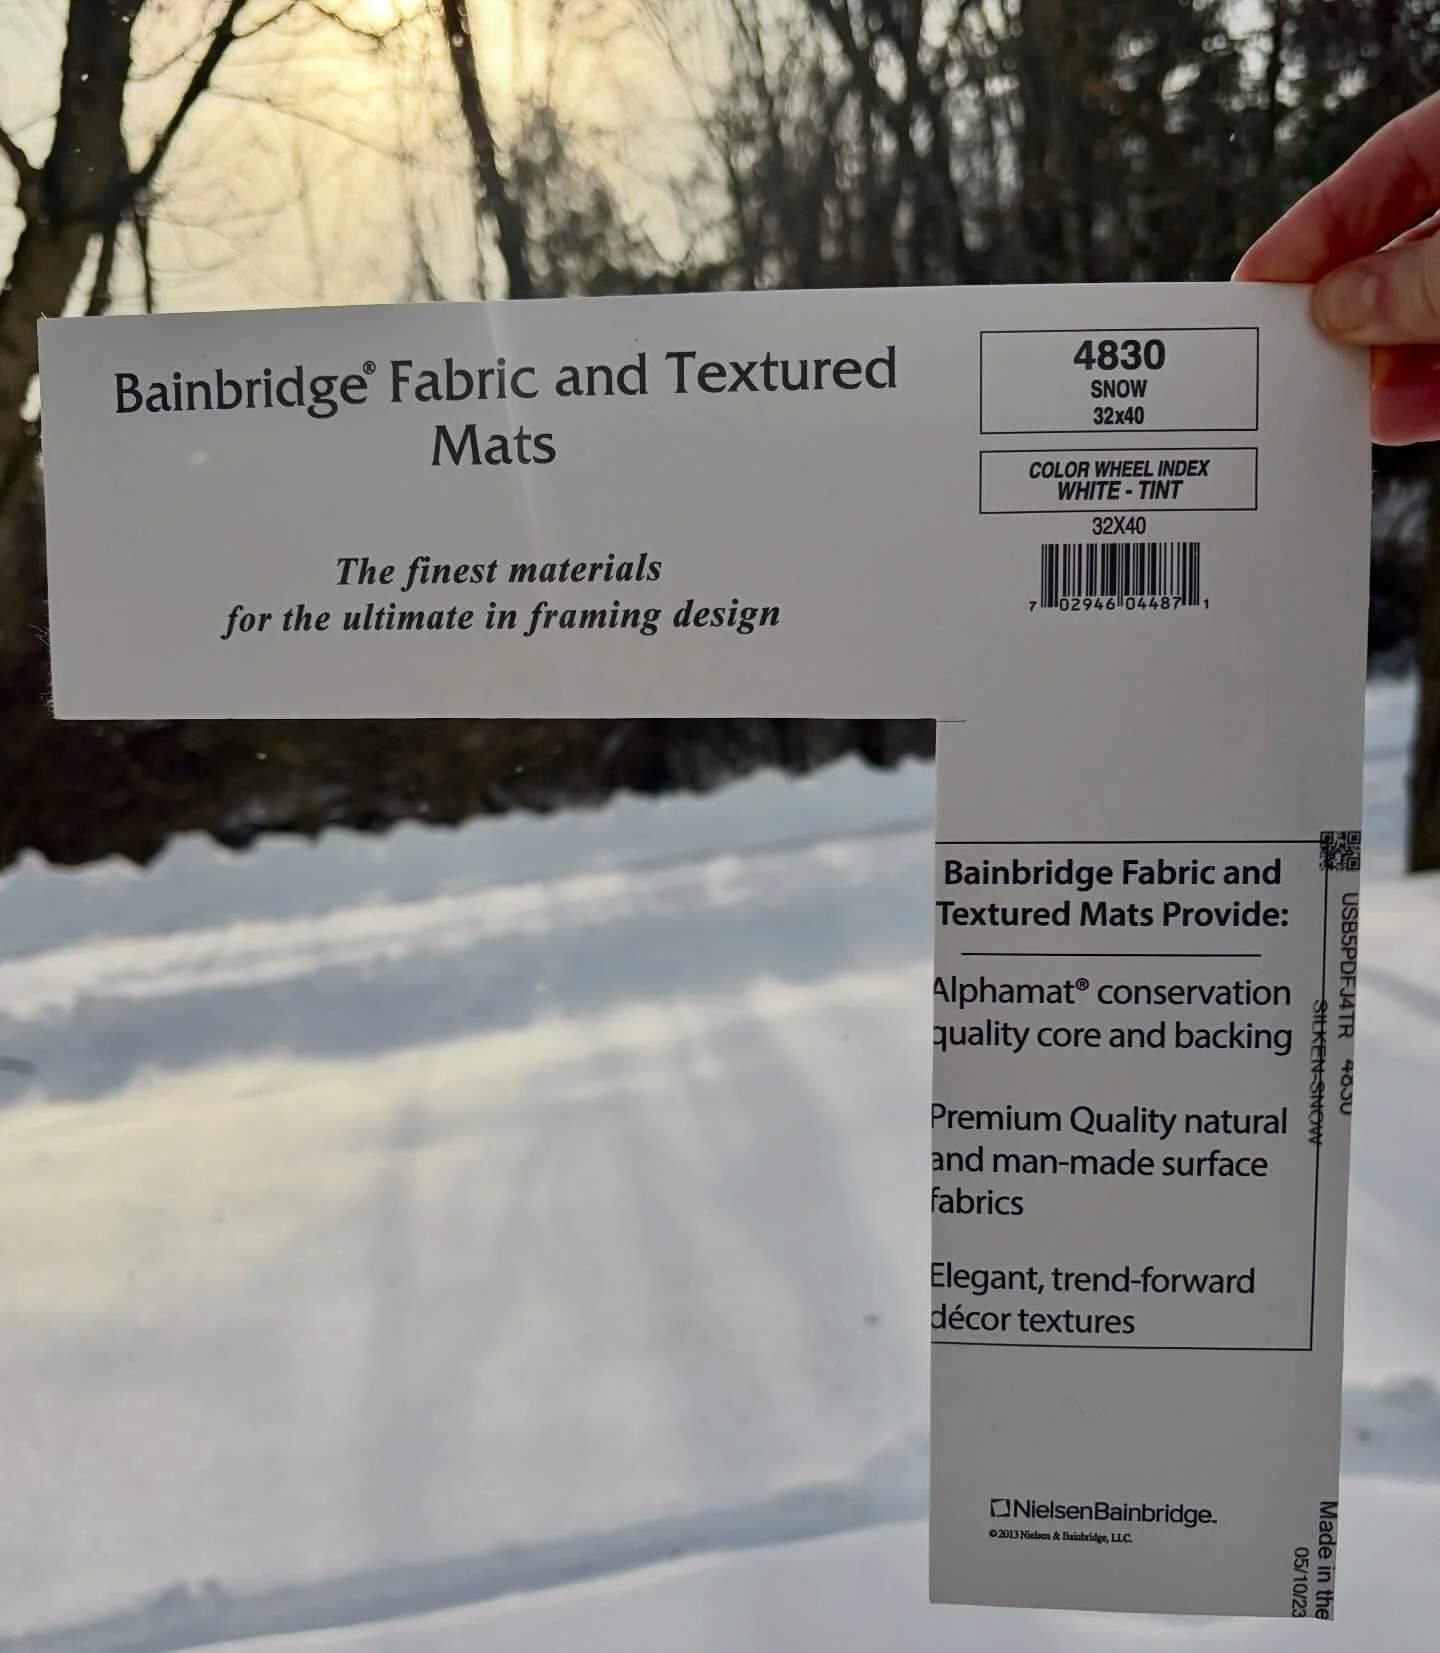 Bainbridge® Fabric and Textured
Mats
The finest materials
for the ultimate in framing design
4830
SNOW
32x40
COLOR WHEEL INDEX
WHITE - TINT
32X40
7 02946 04487 1
Bainbridge Fabric and
Textured Mats Provide:
Alphamat® conservation
quality core and backing
Premium Quality natural
and man-made surface
fabrics
Elegant, trend-forward
décor textures
USB5PDFJ4TR 4830
SILKEN SNOW
NielsenBainbridge
©2013 Nielsen & Bainbridge, LLC.
Made in the
05/10/23